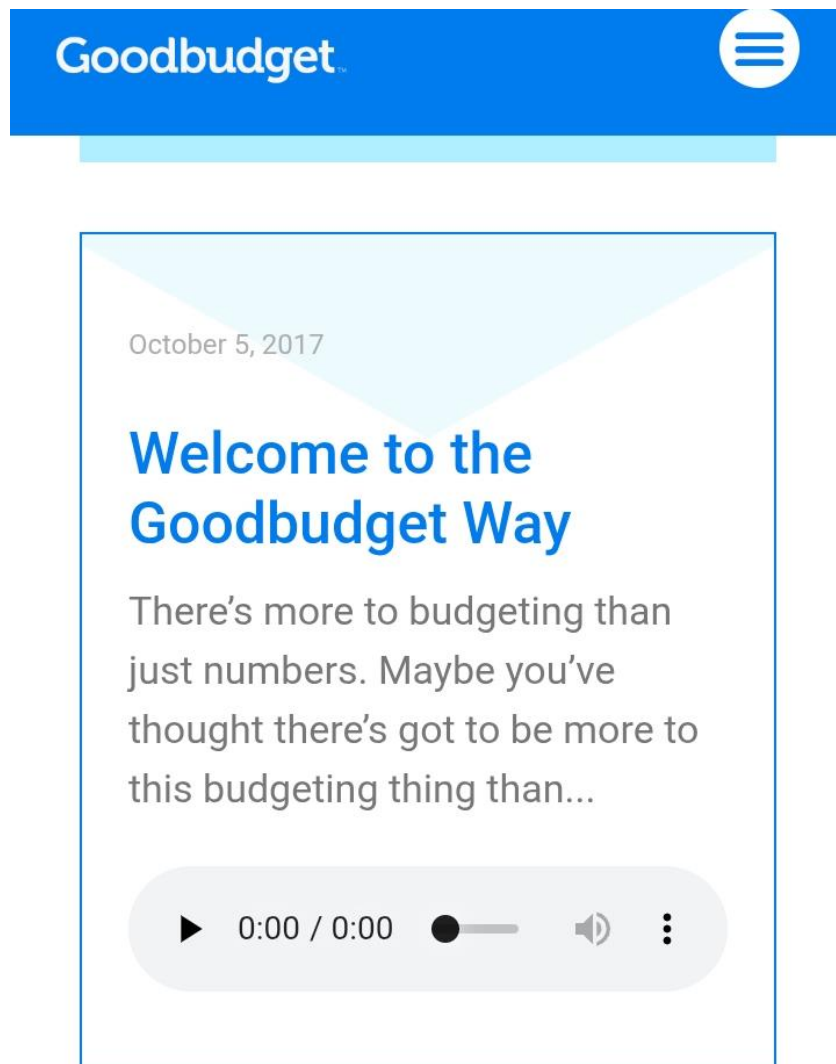 Goodbudget™
October 5, 2017
Welcome to the
Goodbudget Way
There’s more to budgeting than
just numbers. Maybe you’ve
thought there’s got to be more to
this budgeting thing than...
0:00 / 0:00